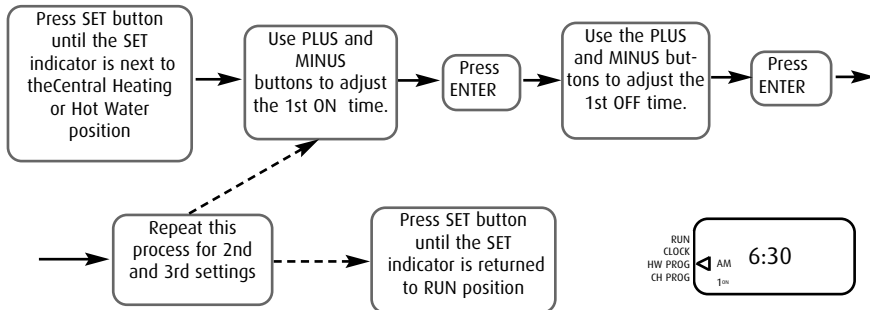 Press SET button
until the SET
indicator is next to
theCentral Heating
or Hot Water
position
Use PLUS and
MINUS
buttons to adjust
the 1st ON time.
Press
ENTER
Use the PLUS
and MINUS but-
tons to adjust the
1st OFF time.
Press
ENTER
Repeat this
process for 2nd
and 3rd settings
Press SET button
until the SET
indicator is returned
to RUN position
RUN
CLOCK
HW PROG
CH PROG
AM 6:30
1ON